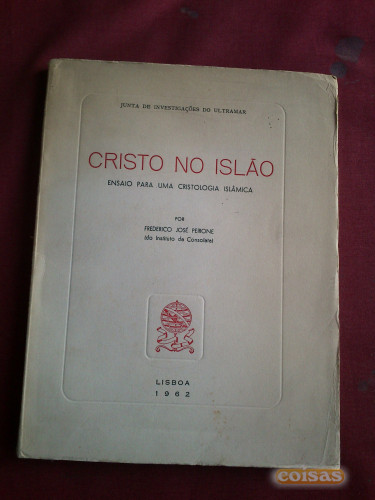 JUNTA DE INVESTIGAÇÕES DO ULTRAMAR
CRISTO NO ISLÃO
ENSAIO PARA UMA CRISTOLOGIA ISLÂMICA
POR
FREDERICO JOSÉ PEIRONE
(do Instituto da Consolata)
LISBOA
1962
coisas